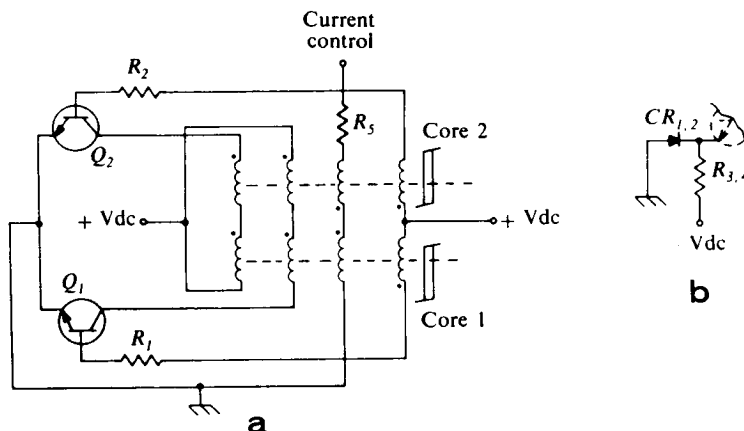 Current
control
R2
R5
Core 2
Q2
+ Vdc
+ Vdc
Q1
Core 1
R1
a
CR1,2
R3,4
Vdc
b